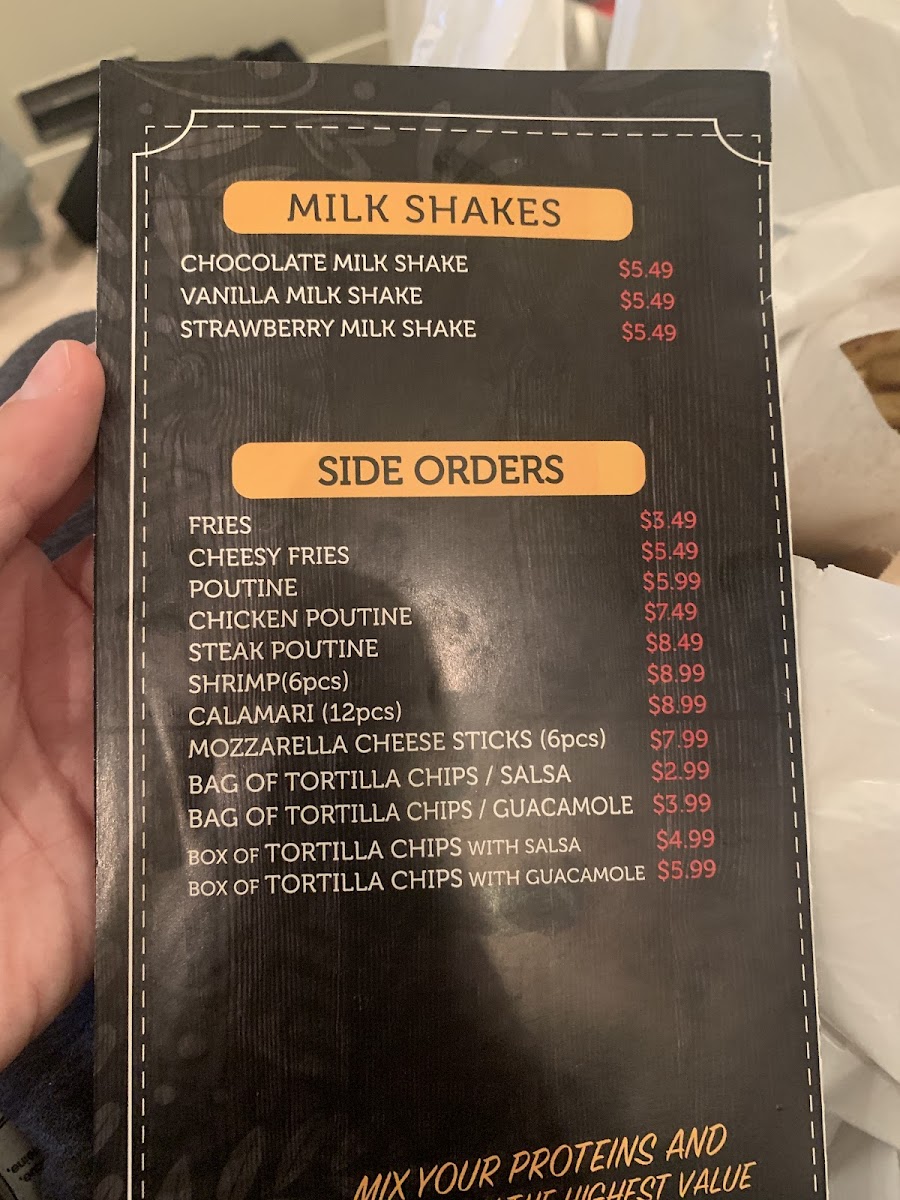 MILK SHAKES
CHOCOLATE MILK SHAKE $5.49
VANILLA MILK SHAKE $5.49
STRAWBERRY MILK SHAKE $5.49
SIDE ORDERS
FRIES $3.49
CHEESY FRIES $5.49
POUTINE $5.99
CHICKEN POUTINE $7.49
STEAK POUTINE $8.49
SHRIMP(6pcs) $8.99
CALAMARI (12pcs) $8.99
MOZZARELLA CHEESE STICKS (6pcs) $7.99
BAG OF TORTILLA CHIPS / SALSA $2.99
BAG OF TORTILLA CHIPS / GUACAMOLE $3.99
BOX OF TORTILLA CHIPS WITH SALSA $4.99
BOX OF TORTILLA CHIPS WITH GUACAMOLE $5.99
MIX YOUR PROTEINS AND
THE HIGHEST VALUE